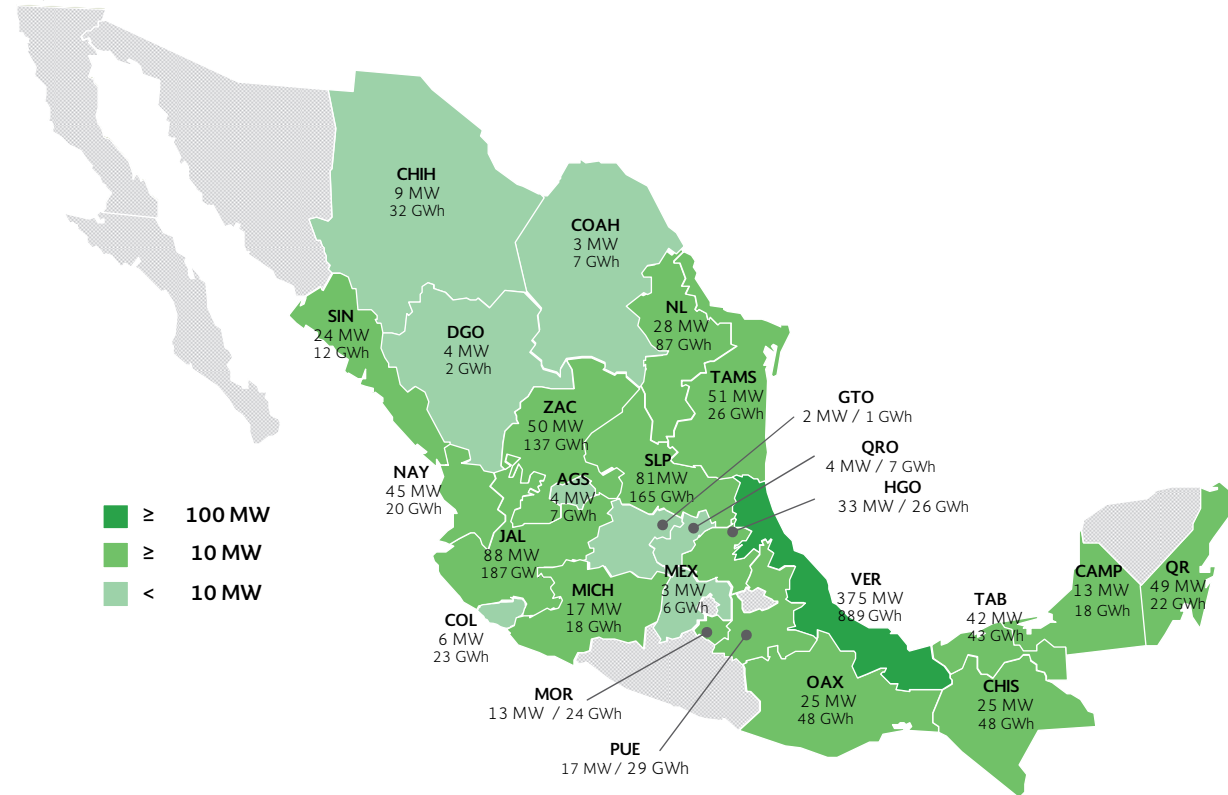 CHIH
9 MW
32 GWh
COAH
3 MW
7 GWh
SIN
24 MW
12 GWh
DGO
4 MW
2 GWh
NL
28 MW
87 GWh
TAMS
51 MW
26 GWh
GTO
2 MW / 1 GWh
ZAC
50 MW
137 GWh
QRO
4 MW / 7 GWh
NAY
45 MW
20 GWh
AGS
4 MW
7 GWh
SLP
81MW
165 GWh
HGO
33 MW / 26 GWh
≥ 100 MW
≥ 10 MW
< 10 MW
JAL
88 MW
187 GW
MICH
17 MW
18 GWh
MEX
3 MW
6 GWh
VER
375 MW
889 GWh
TAB
42 MW
43 GWh
CAMP
13 MW
18 GWh
QR
49 MW
22 GWh
COL
6 MW
23 GWh
MOR
13 MW / 24 GWh
OAX
25 MW
48 GWh
CHIS
25 MW
48 GWh
PUE
17 MW / 29 GWh